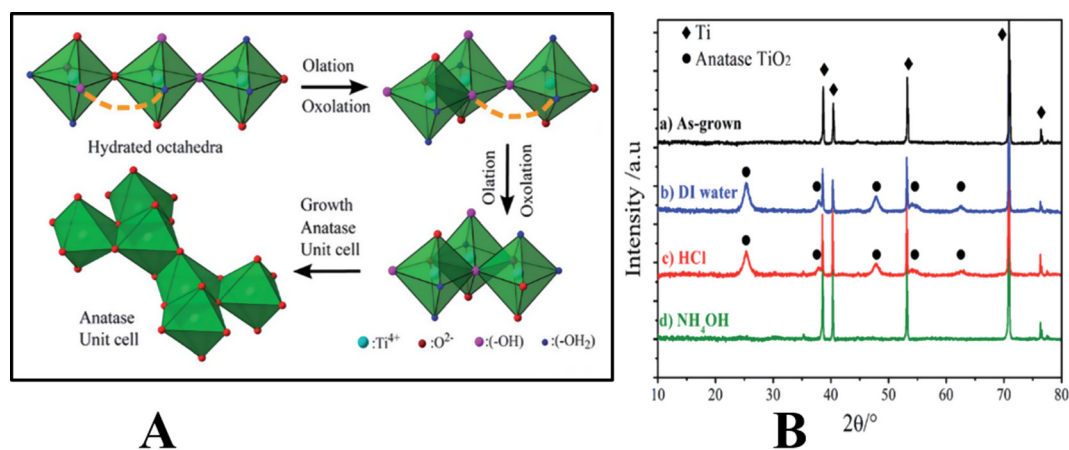 Olation
Oxolation
Hydrated octahedra
Olation
Oxolation
Growth
Anatase
Unit cell
Anatase
Unit cell
:Ti⁴⁺ :O²⁻ :(-OH) :(-OH₂)
A
Ti
Anatase TiO₂
a) As-grown
b) DI water
c) HCl
d) NH₄OH
Intensity /a.u
10 20 30 40 50 60 70 80
2θ/°
B